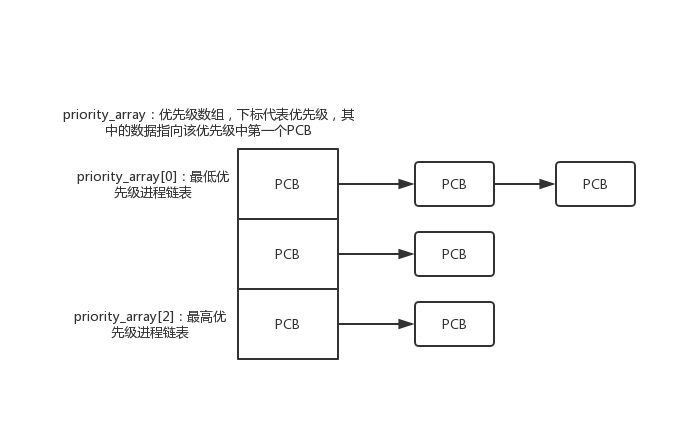 priority_array：优先级数组，下标代表优先级，其
中的数据指向该优先级中第一个PCB
priority_array[0]：最低优
先级进程链表
PCB
PCB
PCB
PCB
PCB
priority_array[2]：最高优
先级进程链表
PCB
PCB